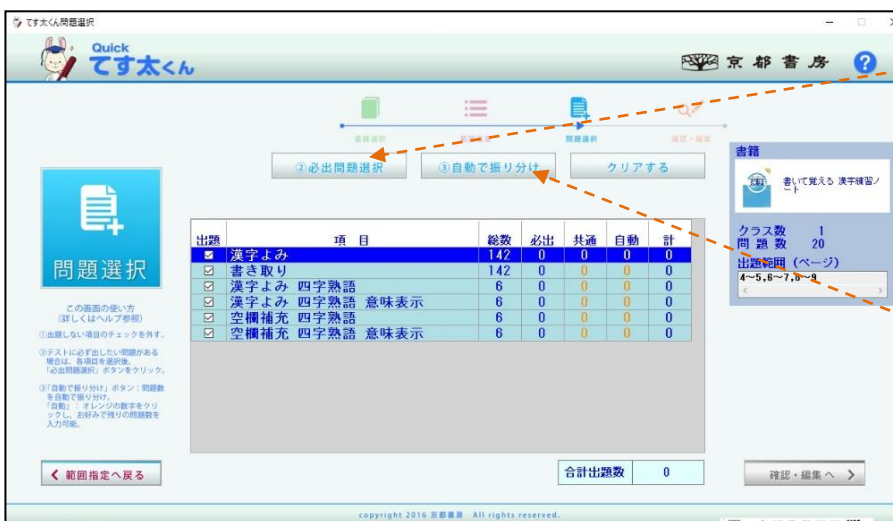 てす太くん問題選択
Quick
てす太くん
京都書房
?
書籍選択
問題選択
確認・編集
②必出問題選択
③自動で振り分け
クリアする
書籍
書いて覚える 漢字練習ノ
ート
クラス数 1
問題数 20
出題範囲(ページ)
4~5,6~7,8~9
問題選択
この画面の使い方
(詳しくはヘルプ参照)
①出題しない項目のチェックを外す。
②テストに必ず出したい問題がある
場合は、各項目を選択後、
「必出問題選択」ボタンをクリック。
③「自動で振り分け」ボタン:問題数
を自動で振り分け。
「自動」:オレンジの数字をクリ
ックし、お好みで残りの問題数を
入力可能。
出題 項目 総数 必出 共通 自動 計
漢字よみ 142 0 0 0 0
書き取り 142 0 0 0 0
漢字よみ 四字熟語 6 0 0 0 0
漢字よみ 四字熟語 意味表示 6 0 0 0 0
空欄補充 四字熟語 6 0 0 0 0
空欄補充 四字熟語 意味表示 6 0 0 0 0
範囲指定へ戻る
合計出題数 0
確認・編集へ
copyright 2016 京都書房 All rights reserved.